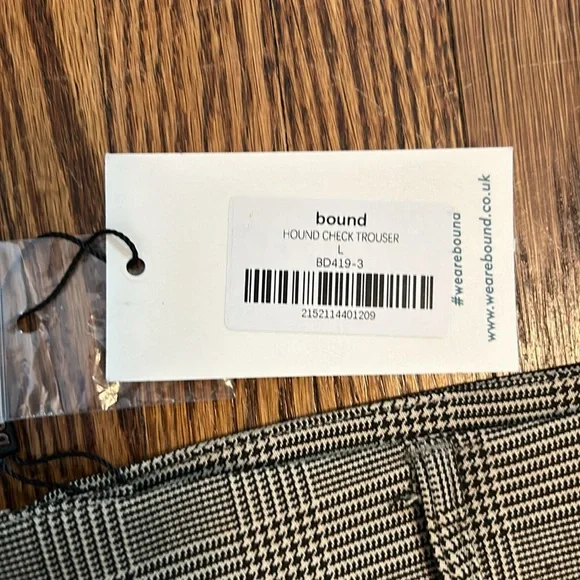 bound
HOUND CHECK TROUSER
L
BD419-3
2152114401209
#wearebound
www.wearebound.co.uk